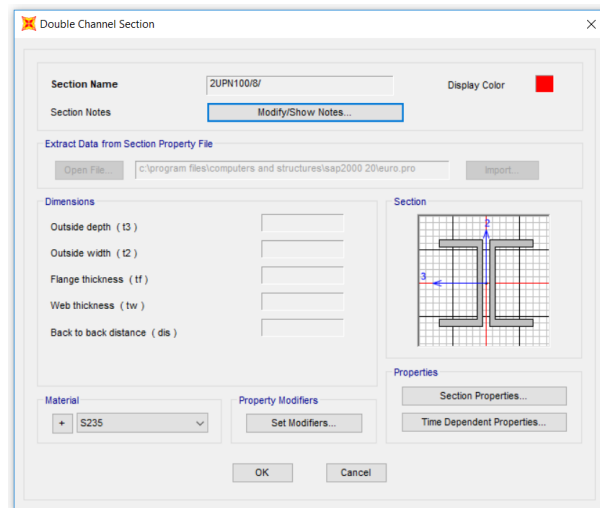 Double Channel Section
Section Name 2UPN100/8/ Display Color
Section Notes Modify/Show Notes...
Extract Data from Section Property File
Open File... c:\program files\computers and structures\sap2000 20\euro.pro Import...
Dimensions
Outside depth ( t3 )
Outside width ( t2 )
Flange thickness ( tf )
Web thickness ( tw )
Back to back distance ( dis )
Section
2
3
Properties
Section Properties...
Time Dependent Properties...
Material
+ S235
Property Modifiers
Set Modifiers...
OK Cancel